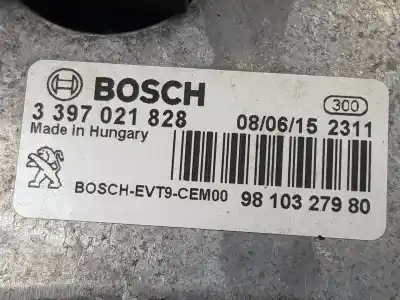 BOSCH
300
3 397 021 828 08/06/15 2311
Made in Hungary
BOSCH-EVT9-CEM00 98 103 279 80